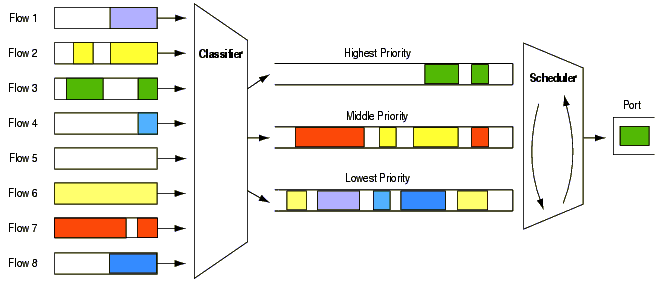 Flow 1
Flow 2
Flow 3
Flow 4
Flow 5
Flow 6
Flow 7
Flow 8
Classifier
Highest Priority
Middle Priority
Lowest Priority
Scheduler
Port